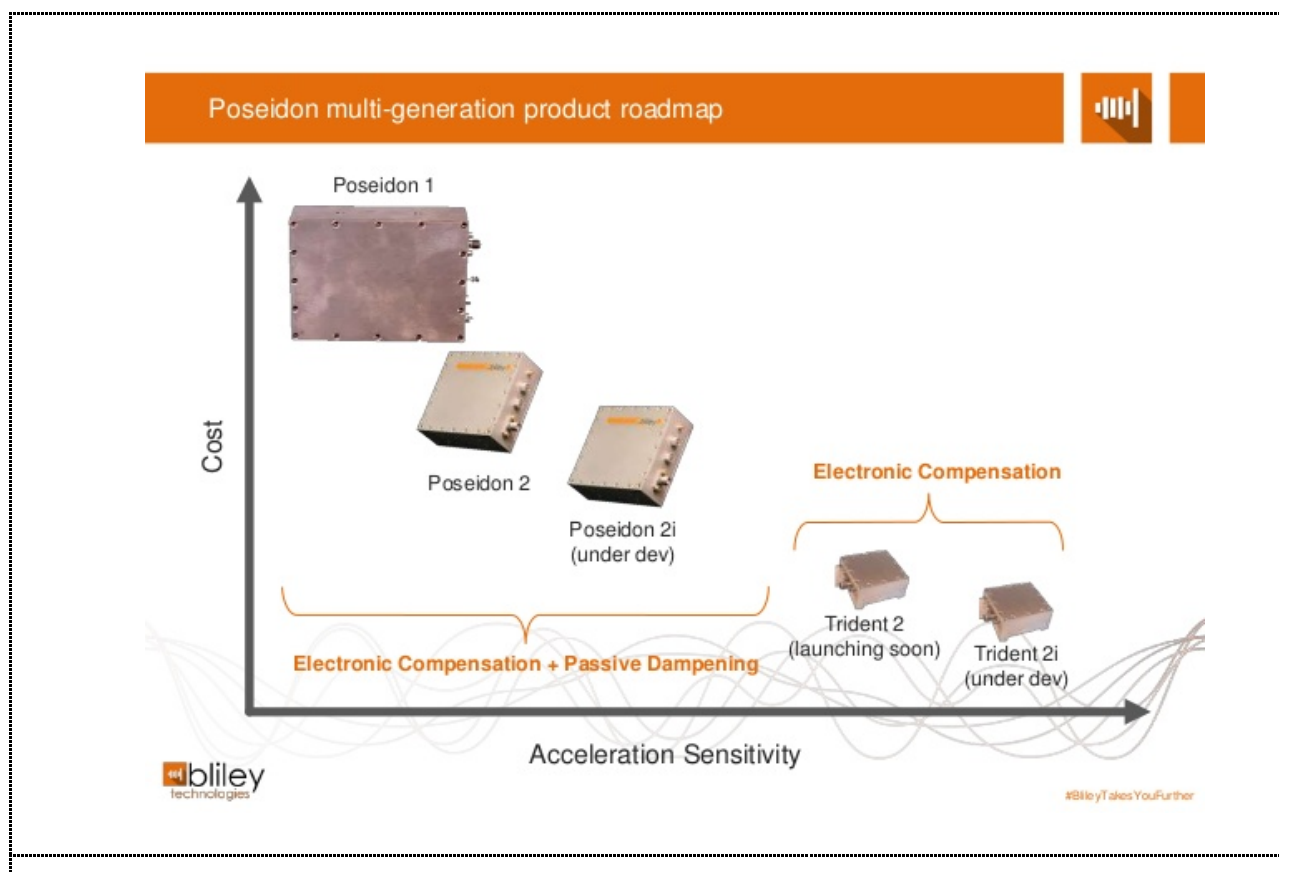 Poseidon multi-generation product roadmap
Poseidon 1
Cost
Poseidon 2
Poseidon 2i
(under dev)
Electronic Compensation
Trident 2
(launching soon)
Trident 2i
(under dev)
Electronic Compensation + Passive Dampening
Acceleration Sensitivity
bliley
technologies
#BlileyTakesYouFurther